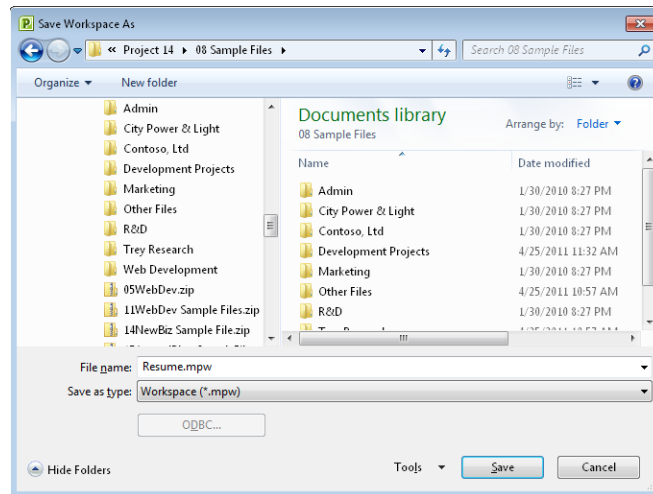 Save Workspace As
« Project 14 ▸ 08 Sample Files ▸
Search 08 Sample Files
Organize ▾ New folder
Admin
City Power & Light
Contoso, Ltd
Development Projects
Marketing
Other Files
R&D
Trey Research
Web Development
05WebDev.zip
11WebDev Sample Files.zip
14NewBiz Sample File.zip
Documents library
08 Sample Files
Arrange by: Folder ▾
Name Date modified
Admin 1/30/2010 8:27 PM
City Power & Light 1/30/2010 8:27 PM
Contoso, Ltd 1/30/2010 8:27 PM
Development Projects 4/25/2011 11:32 AM
Marketing 1/30/2010 8:27 PM
Other Files 4/25/2011 10:57 AM
R&D 1/30/2010 8:27 PM
File name: Resume.mpw
Save as type: Workspace (*.mpw)
ODBC...
Hide Folders
Tools ▾ Save Cancel